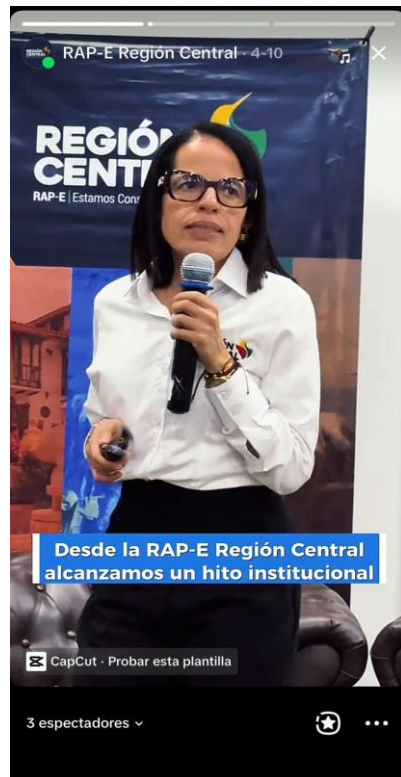 RAP-E Región Central · 4-10
REGIÓ
CENT
RAP-E | Estamos Cons
Desde la RAP-E Región Central
alcanzamos un hito institucional
CapCut · Probar esta plantilla
3 espectadores